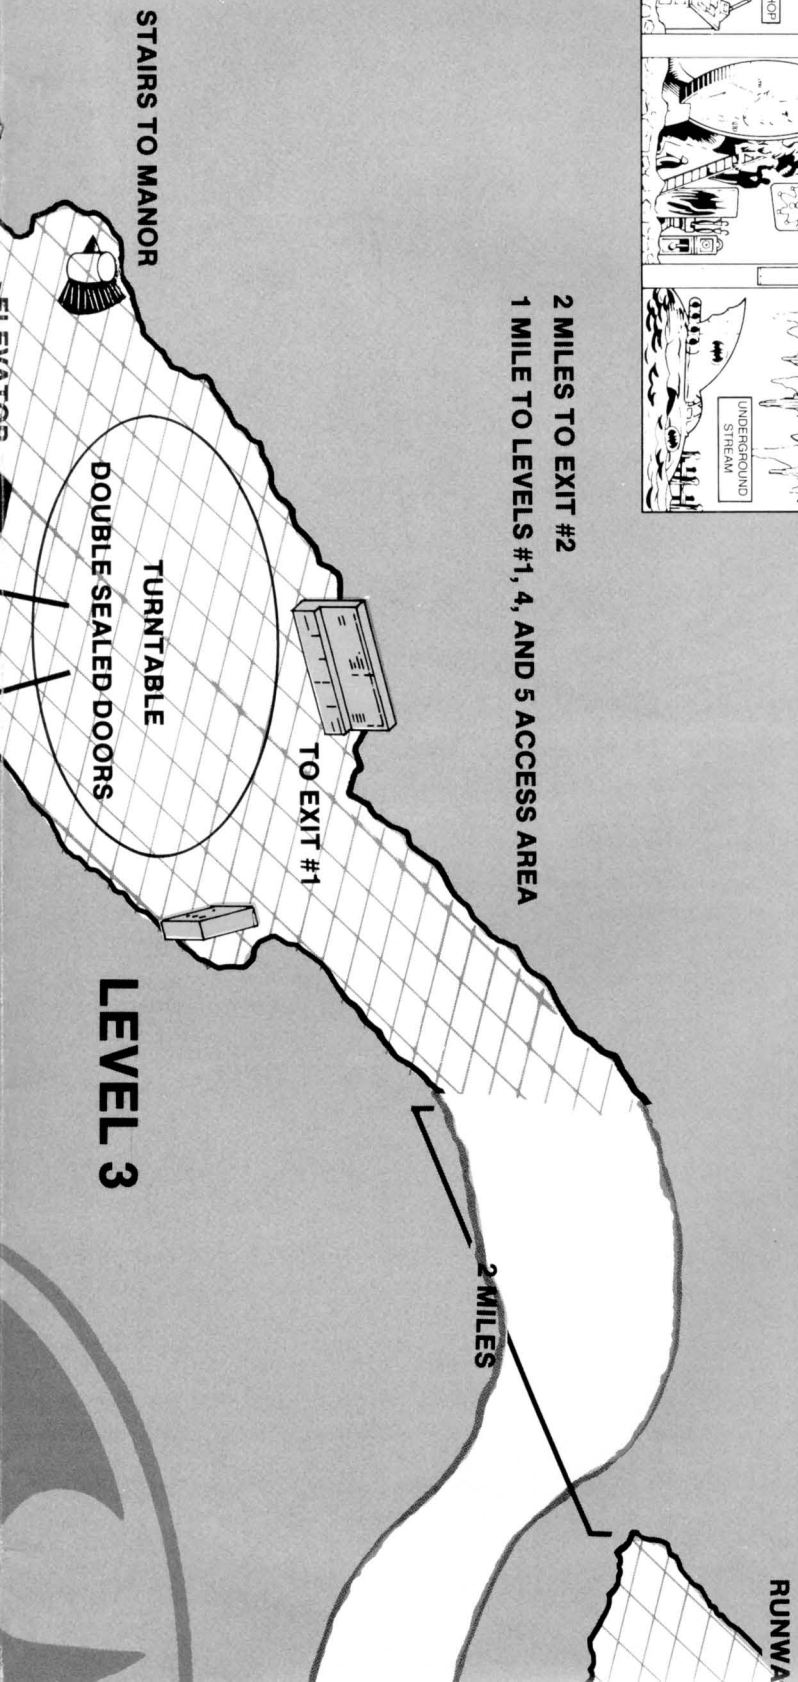 2 MILES TO EXIT #2
1 MILE TO LEVELS #1, 4, AND 5 ACCESS AREA
UNDERGROUND
STREAM
STAIRS TO MANOR
ELEVATOR
TURNTABLE
DOUBLE SEALED DOORS
TO EXIT #1
LEVEL 3
2 MILES